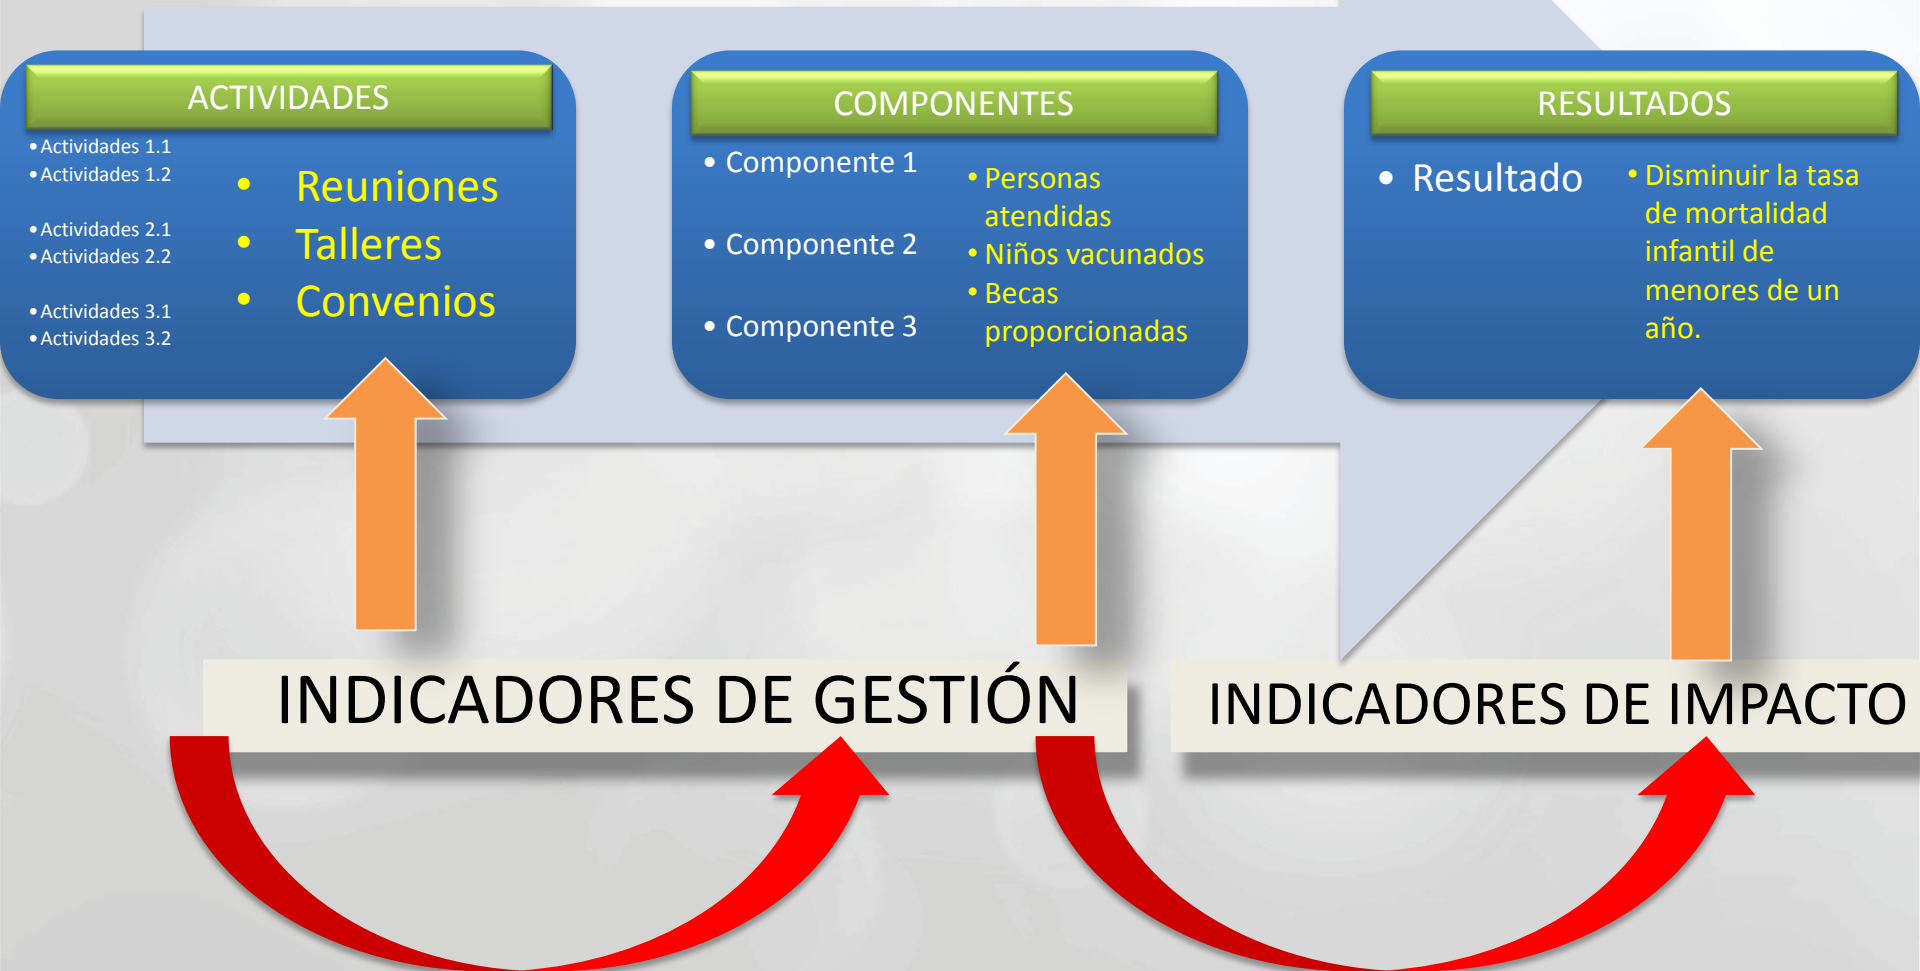 ACTIVIDADES
•Actividades 1.1
•Actividades 1.2
•Actividades 2.1
•Actividades 2.2
•Actividades 3.1
•Actividades 3.2
• Reuniones
• Talleres
• Convenios
COMPONENTES
• Componente 1
• Componente 2
• Componente 3
• Personas
atendidas
• Niños vacunados
• Becas
proporcionadas
RESULTADOS
• Resultado
• Disminuir la tasa
de mortalidad
infantil de
menores de un
año.
INDICADORES DE GESTIÓN
INDICADORES DE IMPACTO